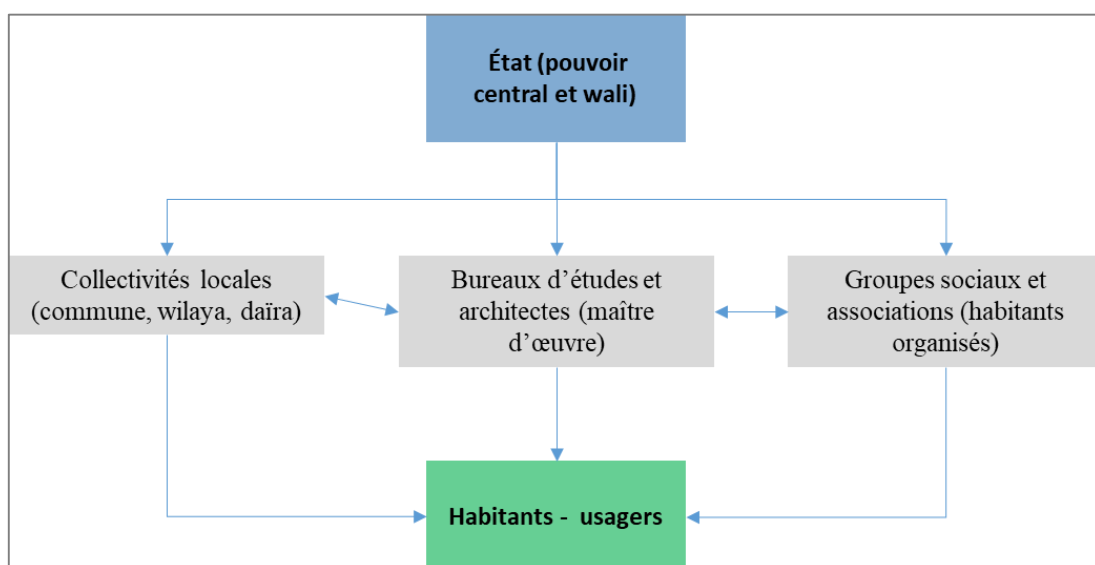 État (pouvoir
central et wali)
Collectivités locales
(commune, wilaya, daïra)
Bureaux d’études et
architectes (maître
d’œuvre)
Groupes sociaux et
associations (habitants
organisés)
Habitants - usagers